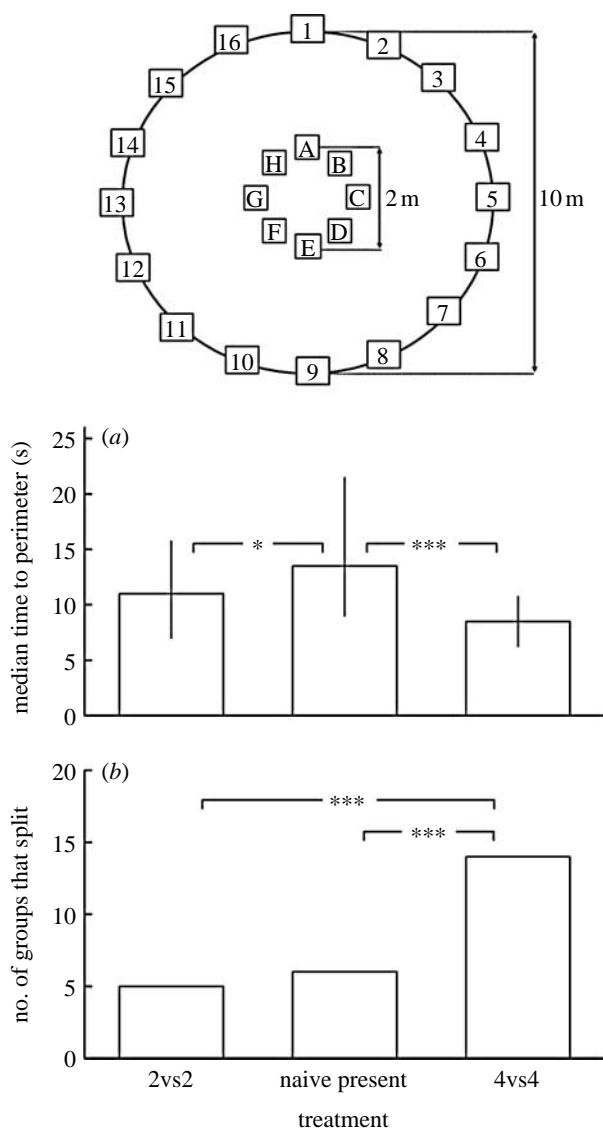 1
16
2
15
3
14
4
A
H
B
13
G
C
2 m
5
10 m
F
D
E
12
6
11
7
10
8
9
(a)
25
20
15
10
5
0
median time to perimeter (s)
*
***
(b)
20
15
10
5
0
no. of groups that split
***
***
2vs2
naive present
4vs4
treatment